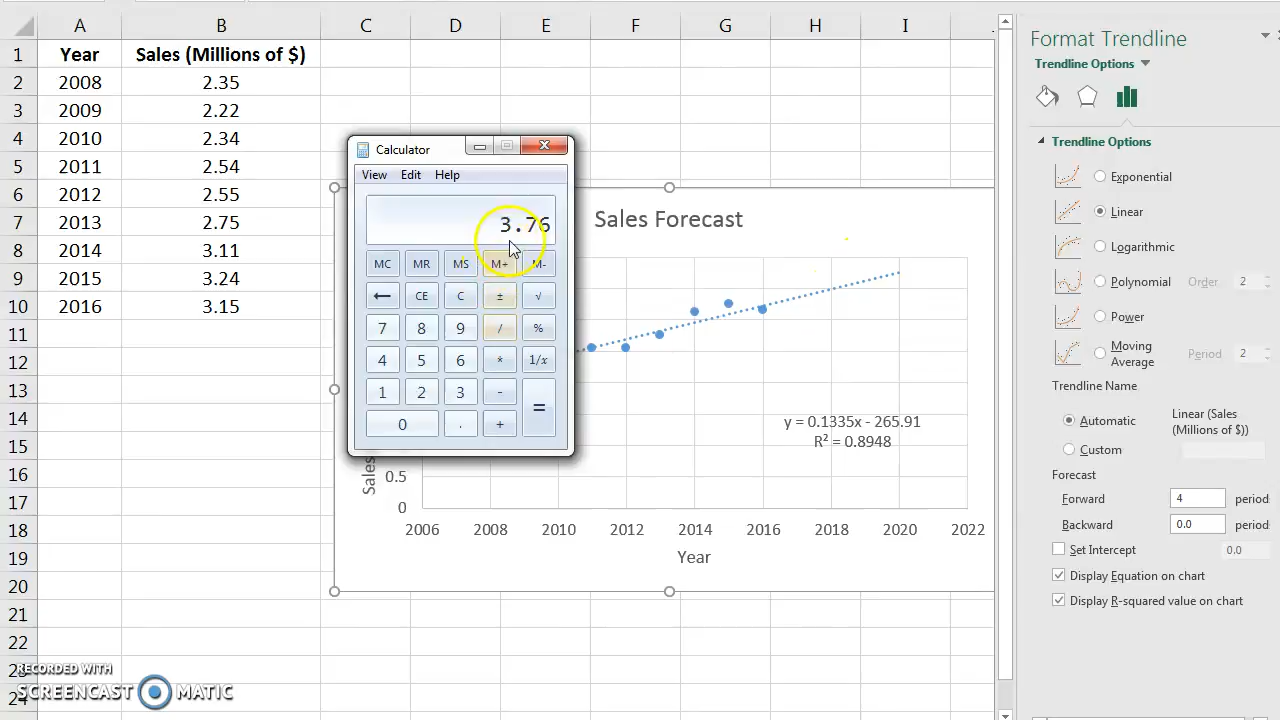 A B C D E F G H I
1 Year Sales (Millions of $)
2 2008 2.35
3 2009 2.22
4 2010 2.34
5 2011 2.54
6 2012 2.55
7 2013 2.75
8 2014 3.11
9 2015 3.24
10 2016 3.15
11
12
13
14
15
16
17
18
19
20
21
22
23
24
Calculator
View Edit Help
3.76
MC MR MS M+ M-
← CE C ± √
7 8 9 / %
4 5 6 * 1/x
1 2 3 - =
0 . +
Sales Forecast
y = 0.1335x - 265.91
R² = 0.8948
Sales
0.5
0
2006 2008 2010 2012 2014 2016 2018 2020 2022
Year
Format Trendline
Trendline Options
Trendline Options
Exponential
Linear
Logarithmic
Polynomial Order: 2
Power
Moving
Average
Period 2
Trendline Name
Automatic
Linear (Sales
(Millions of $))
Custom
Forecast
Forward 4 period
Backward 0.0 period
Set Intercept 0.0
Display Equation on chart
Display R-squared value on chart
RECORDED WITH
SCREENCAST MATIC